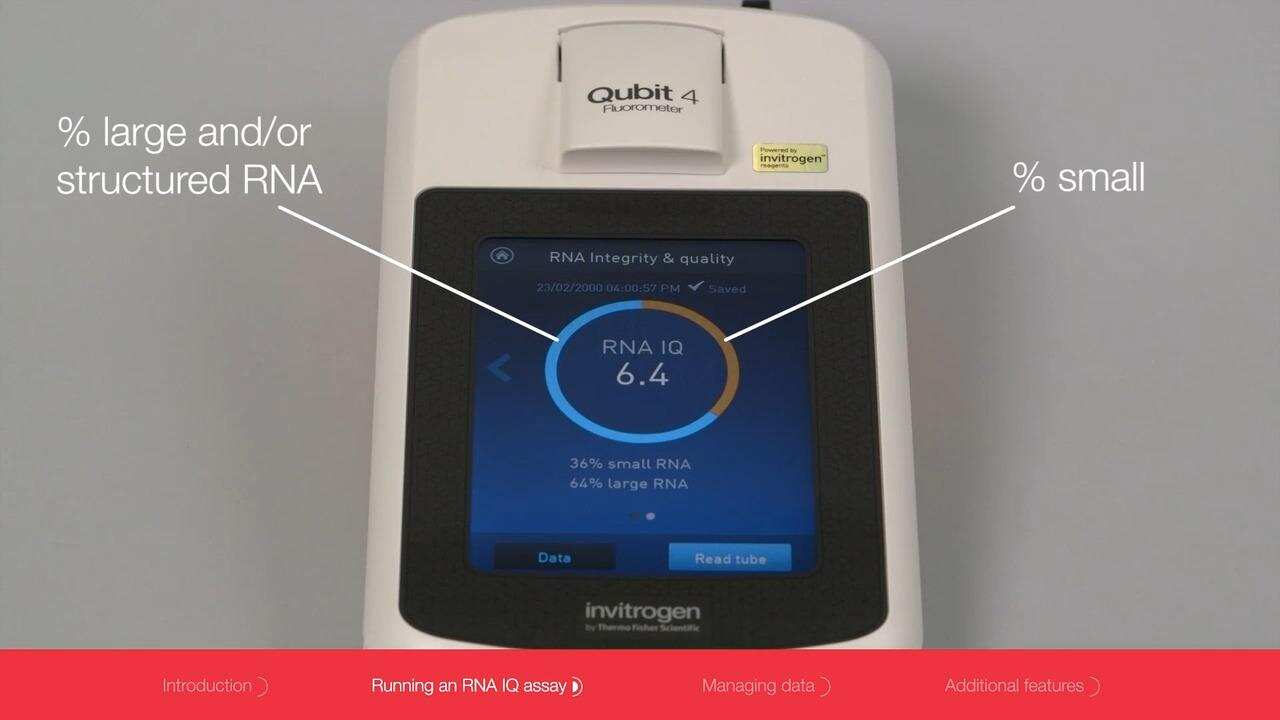 Qubit 4
Fluorometer
Powered by
invitrogen™
reagents
% large and/or
structured RNA
% small
RNA Integrity & quality
23/02/2000 04:00:57 PM ✓ Saved
RNA IQ
6.4
36% small RNA
64% large RNA
Data
Read tube
invitrogen
by Thermo Fisher Scientific
Introduction
Running an RNA IQ assay
Managing data
Additional features